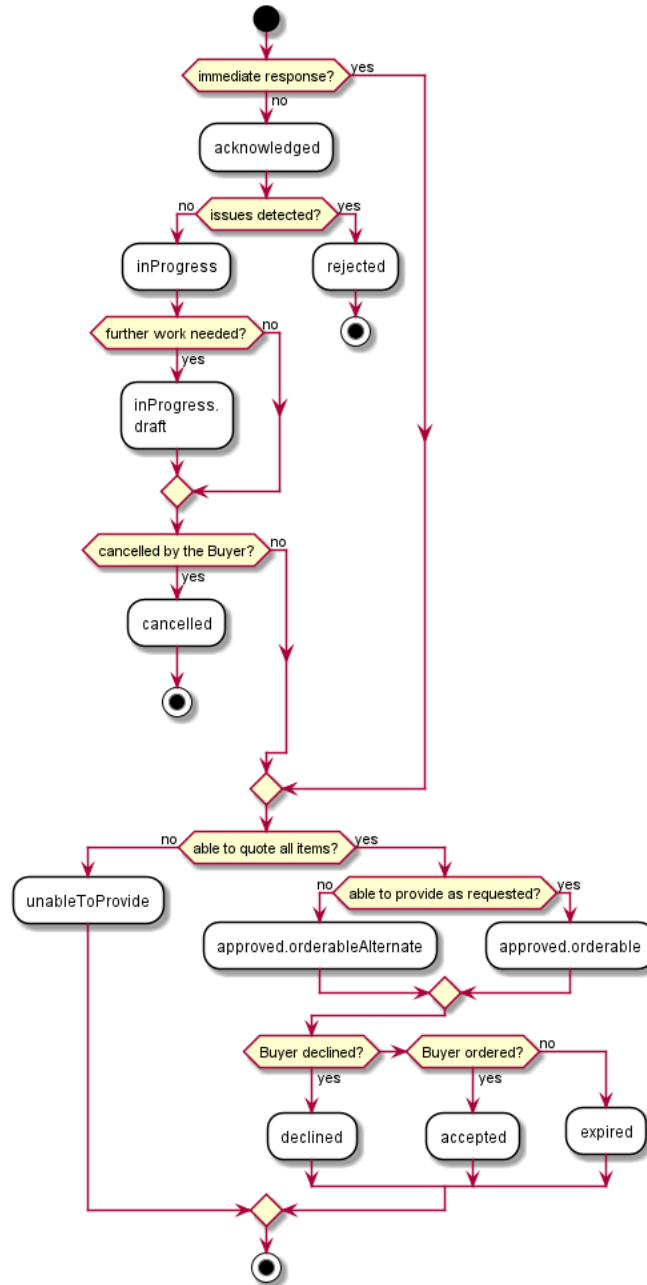 immediate response?
yes
no
acknowledged
no
issues detected?
yes
inProgress
rejected
further work needed?
no
yes
inProgress.
draft
cancelled by the Buyer?
no
yes
cancelled
no
able to quote all items?
yes
unableToProvide
no
able to provide as requested?
yes
approved.orderableAlternate
approved.orderable
Buyer declined?
Buyer ordered?
no
yes
yes
declined
accepted
expired